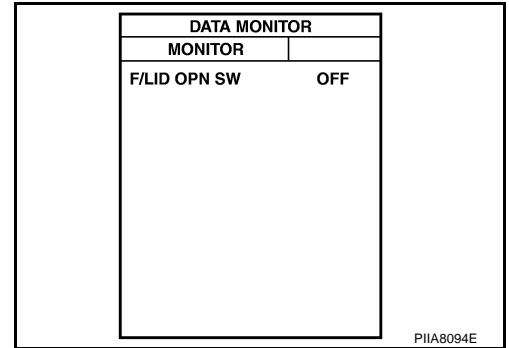 DATA MONITOR
MONITOR
F/LID OPN SW OFF
PIIA8094E